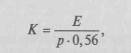 K = E / p·0,56,